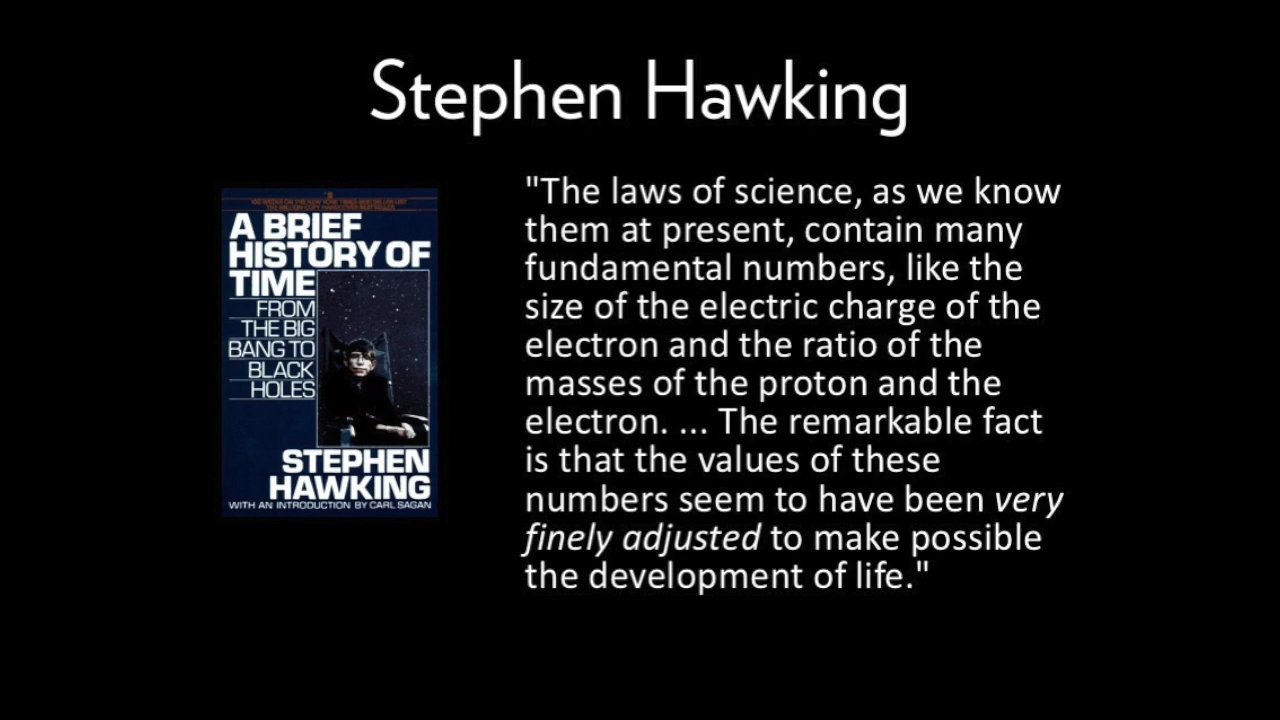 Stephen Hawking
A BRIEF
HISTORY OF
TIME
FROM
THE BIG
BANG TO
BLACK
HOLES
STEPHEN
HAWKING
WITH AN INTRODUCTION BY CARL SAGAN
"The laws of science, as we know
them at present, contain many
fundamental numbers, like the
size of the electric charge of the
electron and the ratio of the
masses of the proton and the
electron. ... The remarkable fact
is that the values of these
numbers seem to have been very
finely adjusted to make possible
the development of life."